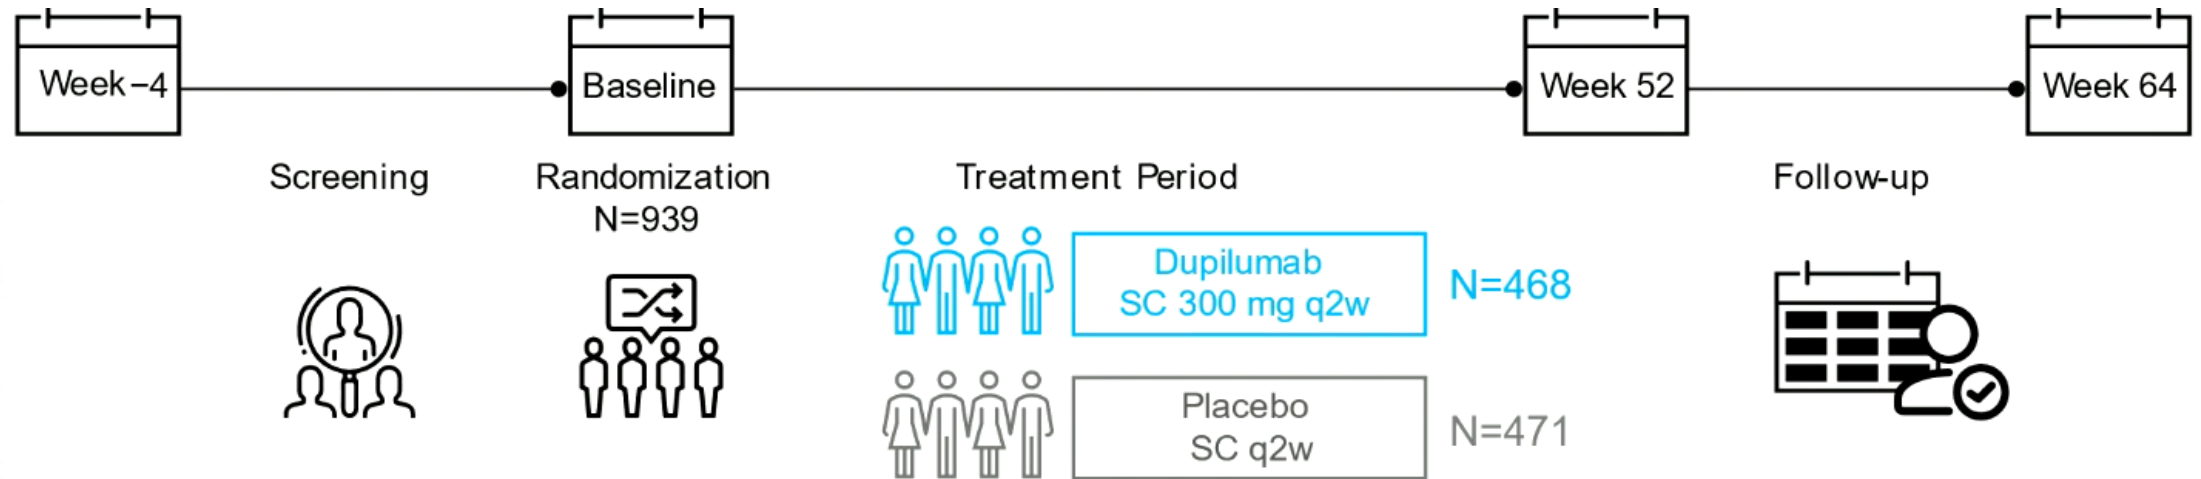 Week−4
Baseline
Week 52
Week 64
Screening
Randomization
N=939
Treatment Period
Follow-up
Dupilumab
SC 300 mg q2w
N=468
Placebo
SC q2w
N=471